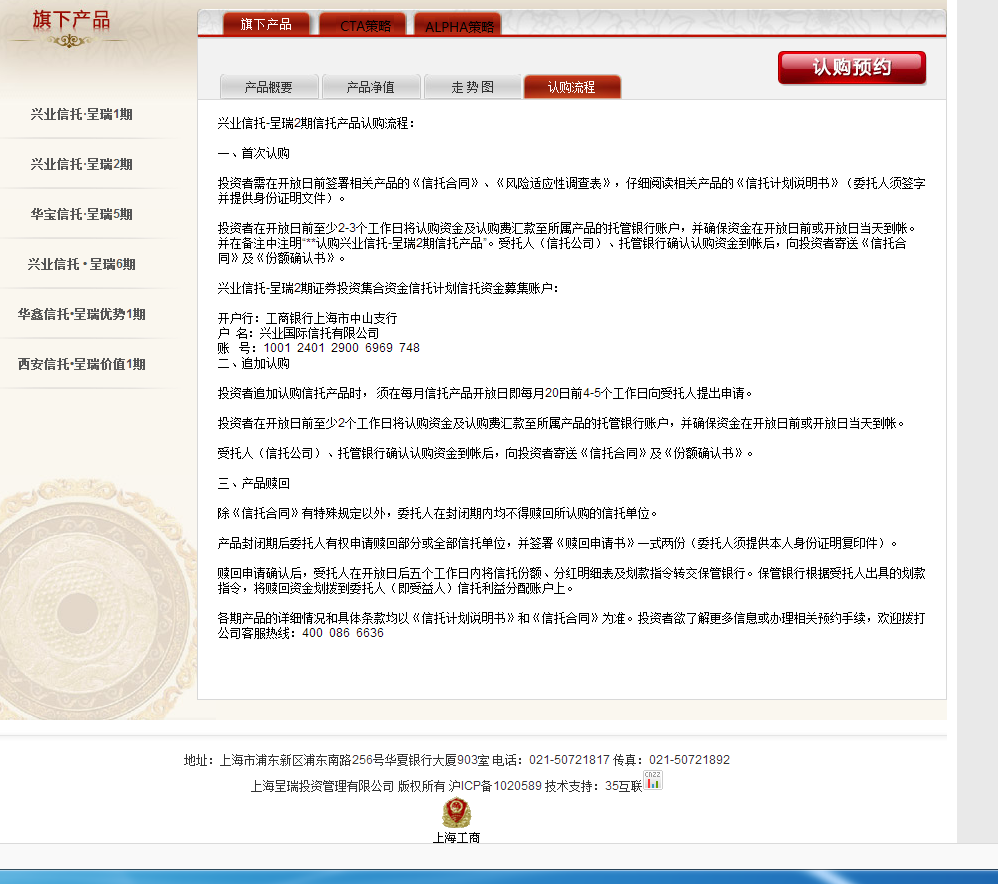 旗下产品
旗下产品 CTA策略 ALPHA策略
认购预约
产品概要 产品净值 走 势 图 认购流程
兴业信托·呈瑞1期
兴业信托·呈瑞2期
华宝信托·呈瑞5期
兴业信托 • 呈瑞6期
华鑫信托•呈瑞优势1期
西安信托•呈瑞价值1期
兴业信托-呈瑞2期信托产品认购流程：
一、首次认购
投资者需在开放日前签署相关产品的《信托合同》、《风险适应性调查表》，仔细阅读相关产品的《信托计划说明书》（委托人须签字
并提供身份证明文件）。
投资者在开放日前至少2-3个工作日将认购资金及认购费汇款至所属产品的托管银行账户，并确保资金在开放日前或开放日当天到帐。
并在备注中注明“**认购兴业信托-呈瑞2期信托产品”。受托人（信托公司）、托管银行确认认购资金到帐后，向投资者寄送《信托合
同》及《份额确认书》。
兴业信托-呈瑞2期证券投资集合资金信托计划信托资金募集账户：
开户行：工商银行上海市中山支行
户 名：兴业国际信托有限公司
账 号：1001 2401 2900 6969 748
二、追加认购
投资者追加认购信托产品时， 须在每月信托产品开放日即每月20日前4-5个工作日向受托人提出申请。
投资者在开放日前至少2个工作日将认购资金及认购费汇款至所属产品的托管银行账户，并确保资金在开放日前或开放日当天到帐。
受托人（信托公司）、托管银行确认认购资金到帐后，向投资者寄送《信托合同》及《份额确认书》。
三、产品赎回
除《信托合同》有特殊规定以外，委托人在封闭期内均不得赎回所认购的信托单位。
产品封闭期后委托人有权申请赎回部分或全部信托单位，并签署《赎回申请书》一式两份（委托人须提供本人身份证明复印件）。
赎回申请确认后，受托人在开放日后五个工作日内将信托份额、分红明细表及划款指令转交保管银行。保管银行根据受托人出具的划款
指令，将赎回资金划拨到委托人（即受益人）信托利益分配账户上。
各期产品的详细情况和具体条款均以《信托计划说明书》和《信托合同》为准。投资者欲了解更多信息或办理相关预约手续，欢迎拨打
公司客服热线：400 086 6636
地址：上海市浦东新区浦东南路256号华夏银行大厦903室 电话：021-50721817 传真：021-50721892
上海呈瑞投资管理有限公司 版权所有 沪ICP备1020589 技术支持：35互联 CNZZ
上海工商